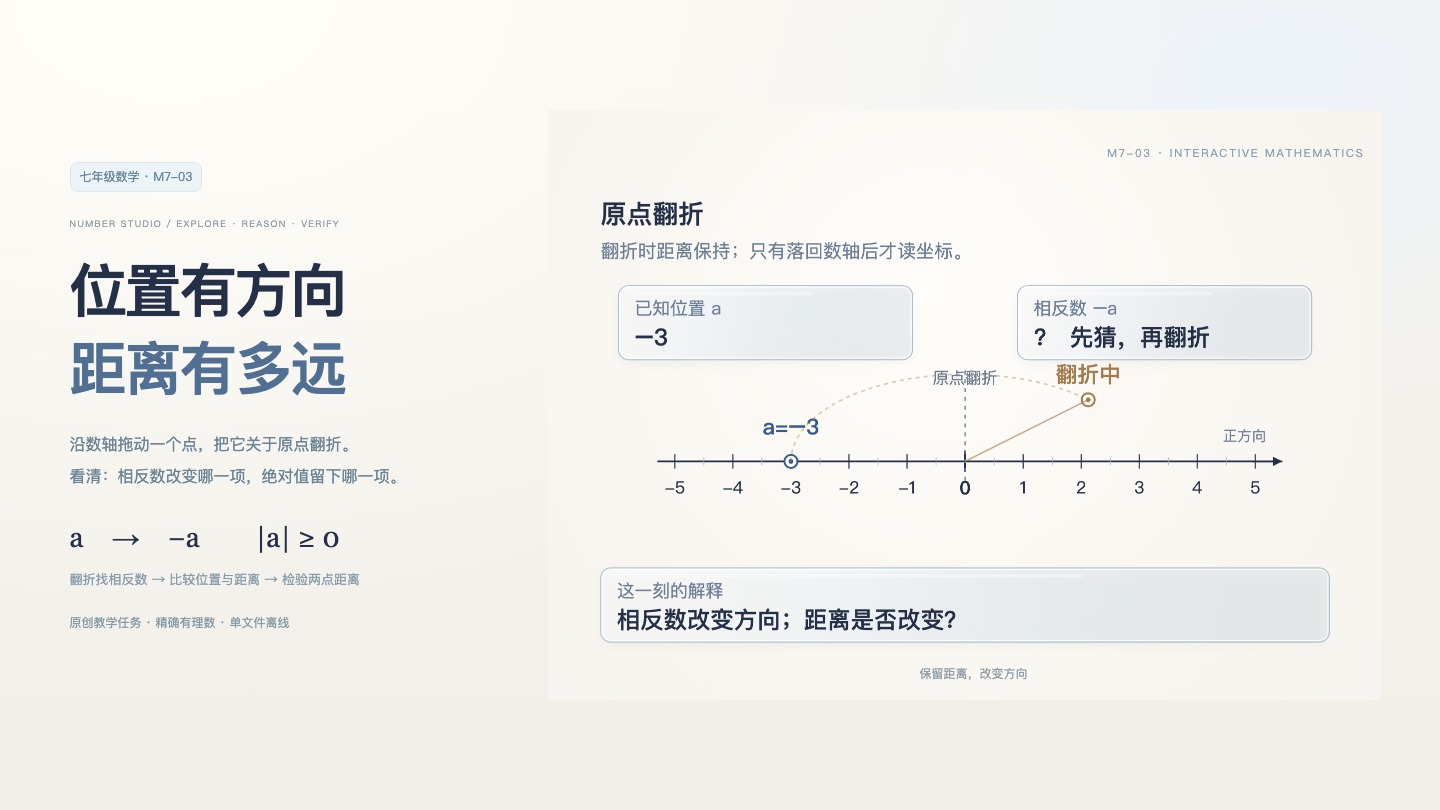 七年级数学 · M7–03
NUMBER STUDIO / EXPLORE · REASON · VERIFY
位置有方向
距离有多远
沿数轴拖动一个点，把它关于原点翻折。
看清：相反数改变哪一项，绝对值留下哪一项。
a → −a |a| ≥ 0
翻折找相反数 → 比较位置与距离 → 检验两点距离
原创教学任务 · 精确有理数 · 单文件离线
M7–03 · INTERACTIVE MATHEMATICS
原点翻折
翻折时距离保持；只有落回数轴后才读坐标。
已知位置 a
−3
相反数 −a
? 先猜，再翻折
原点翻折
翻折中
a=−3
正方向
−5 −4 −3 −2 −1 0 1 2 3 4 5
这一刻的解释
相反数改变方向；距离是否改变?
保留距离，改变方向